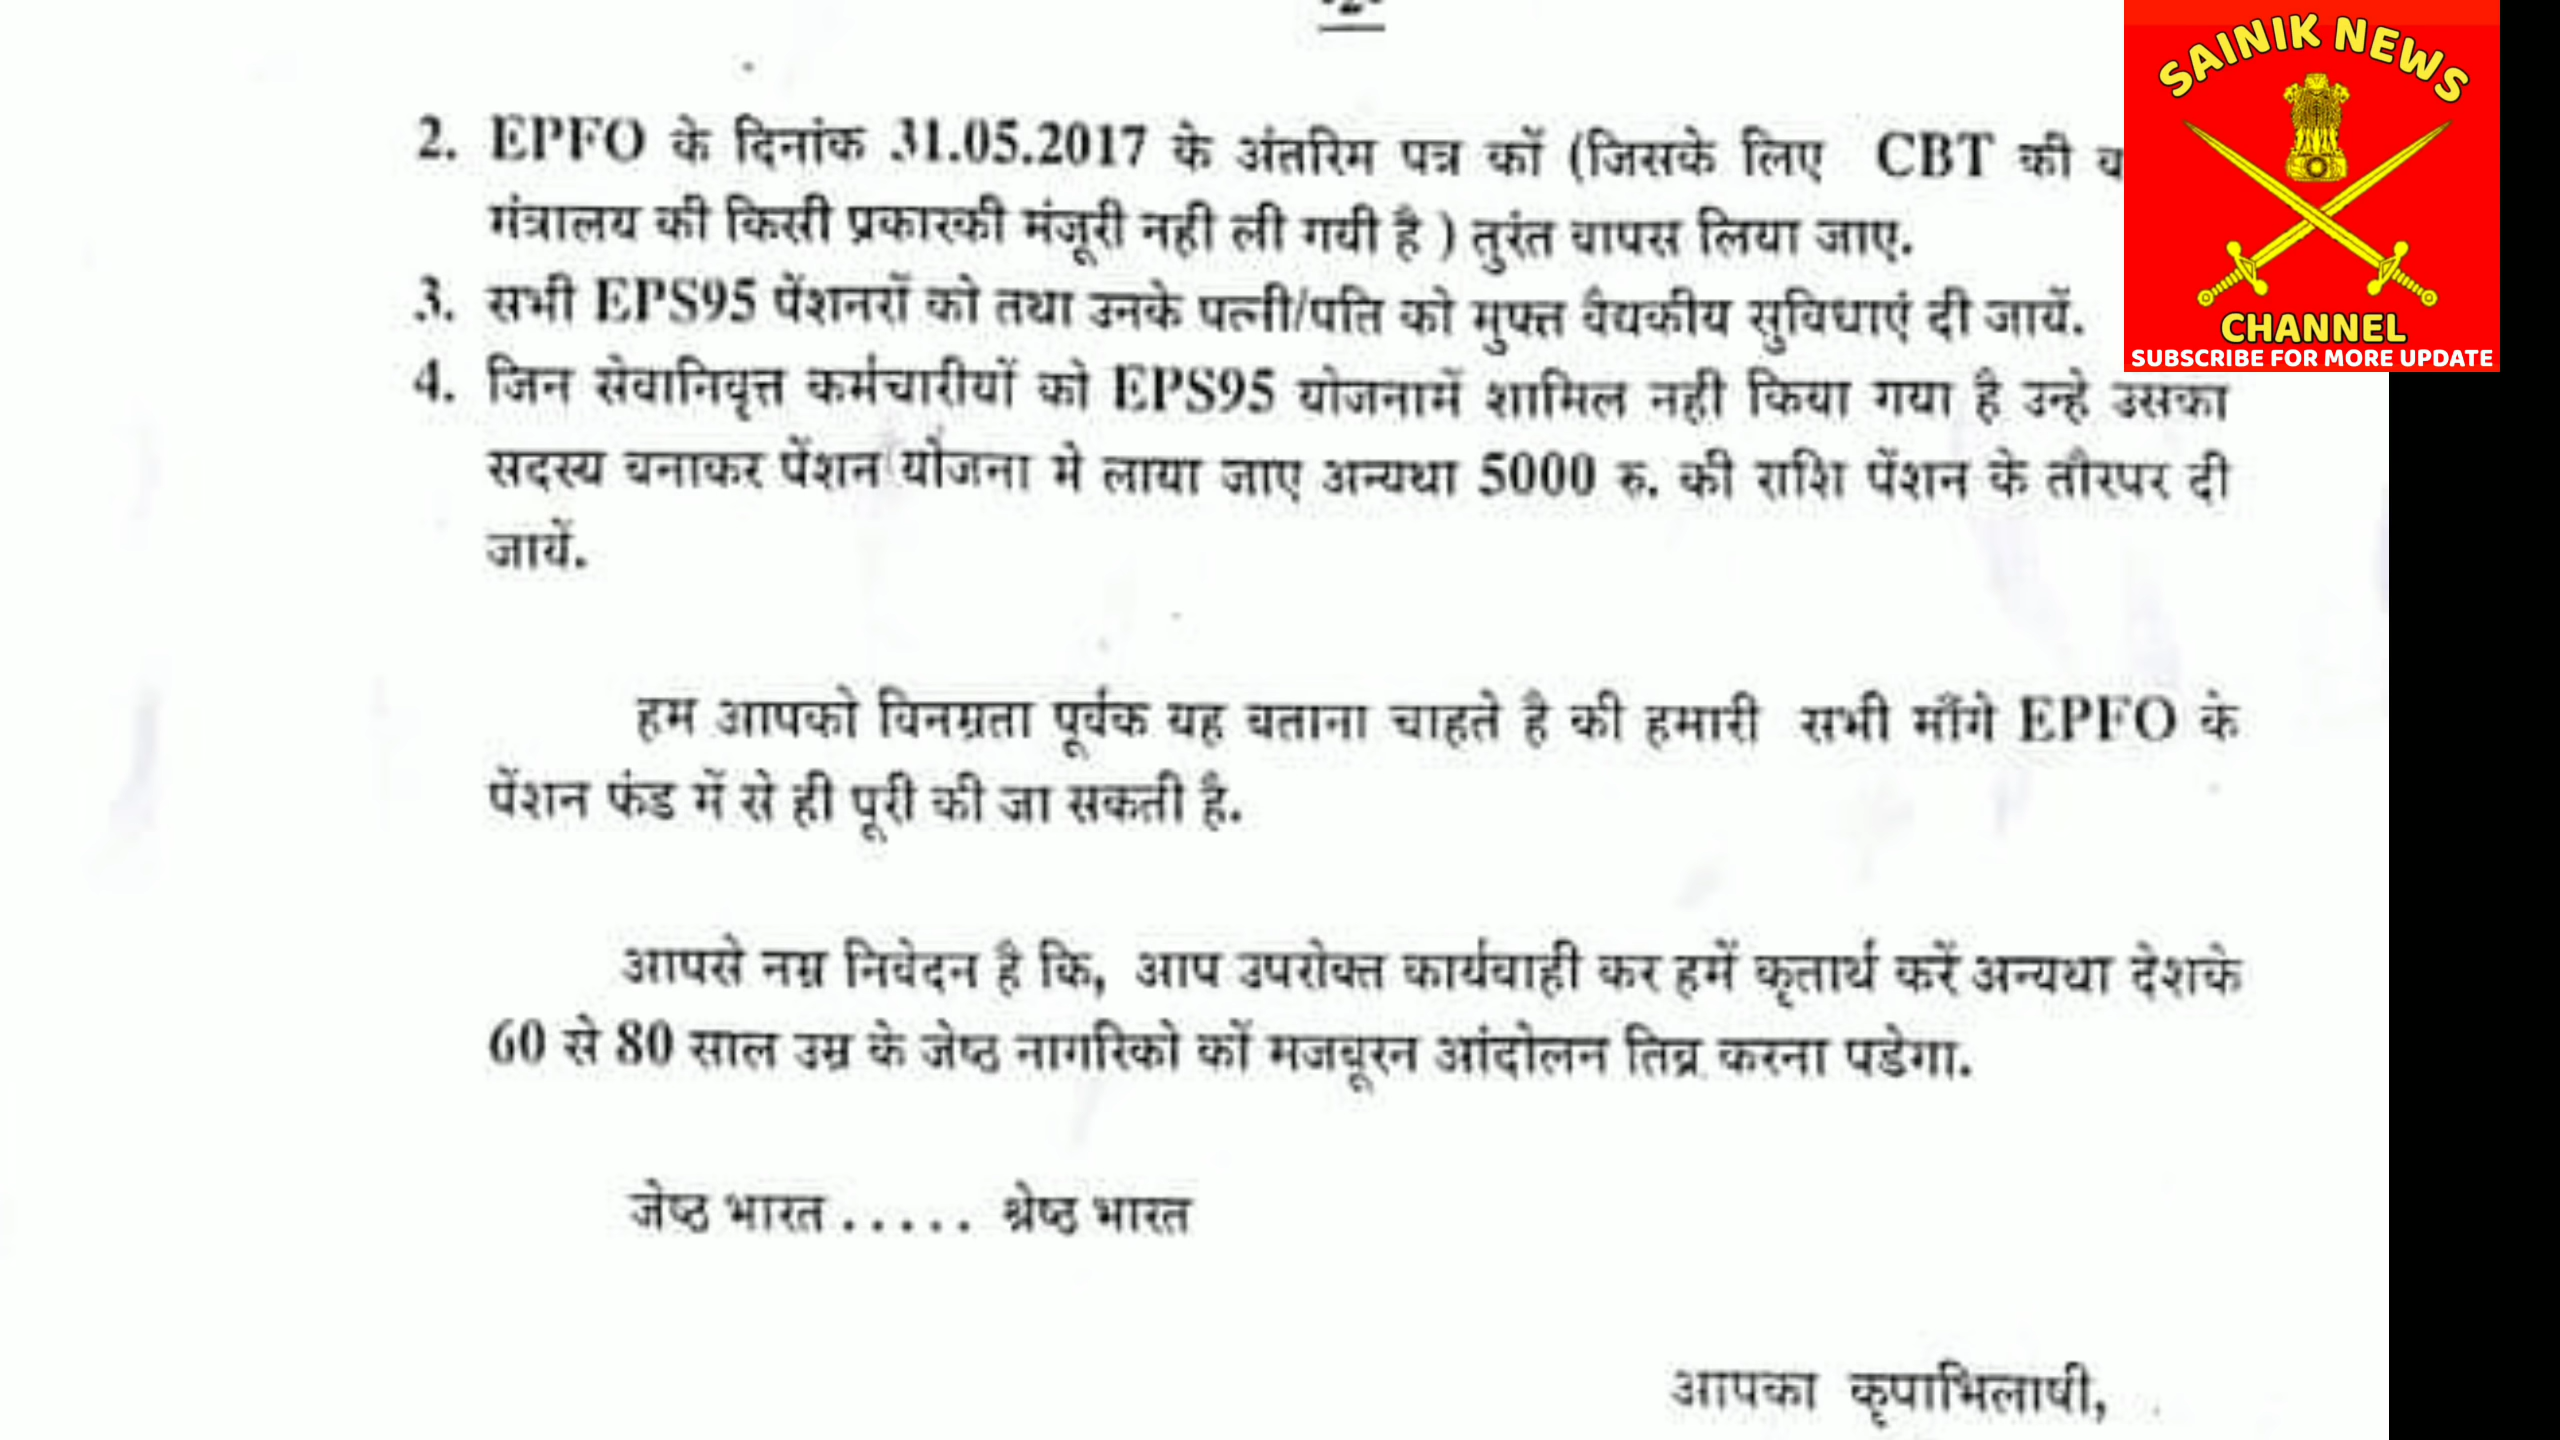 -2-
2. EPFO के दिनांक 31.05.2017 के अंतरिम पत्र कों (जिसके लिए CBT की
मंत्रालय की किसी प्रकारकी मंजूरी नही ली गयी है ) तुरंत वापस लिया जाए.
3. सभी EPS95 पेंशनरों को तथा उनके पत्नी/पति को मुफ्त वैद्यकीय सुविधाएं दी जायें.
4. जिन सेवानिवृत्त कर्मचारीयों को EPS95 योजनामें शामिल नही किया गया है उन्हे उसका
सदस्य बनाकर पेंशन योजना मे लाया जाए अन्यथा 5000 रु. की राशि पेंशन के तौरपर दी
जायें.
हम आपको विनम्रता पूर्वक यह बताना चाहते है की हमारी सभी माँगे EPFO के
पेंशन फंड में से ही पूरी की जा सकती है.
आपसे नम्र निवेदन है कि, आप उपरोक्त कार्यवाही कर हमें कृतार्थ करें अन्यथा देशके
60 से 80 साल उम्र के जेष्ठ नागरिको कों मजबूरन आंदोलन तिव्र करना पडेगा.
जेष्ठ भारत ..... श्रेष्ठ भारत
आपका कृपाभिलाषी,
SAINIK NEWS
CHANNEL
SUBSCRIBE FOR MORE UPDATE